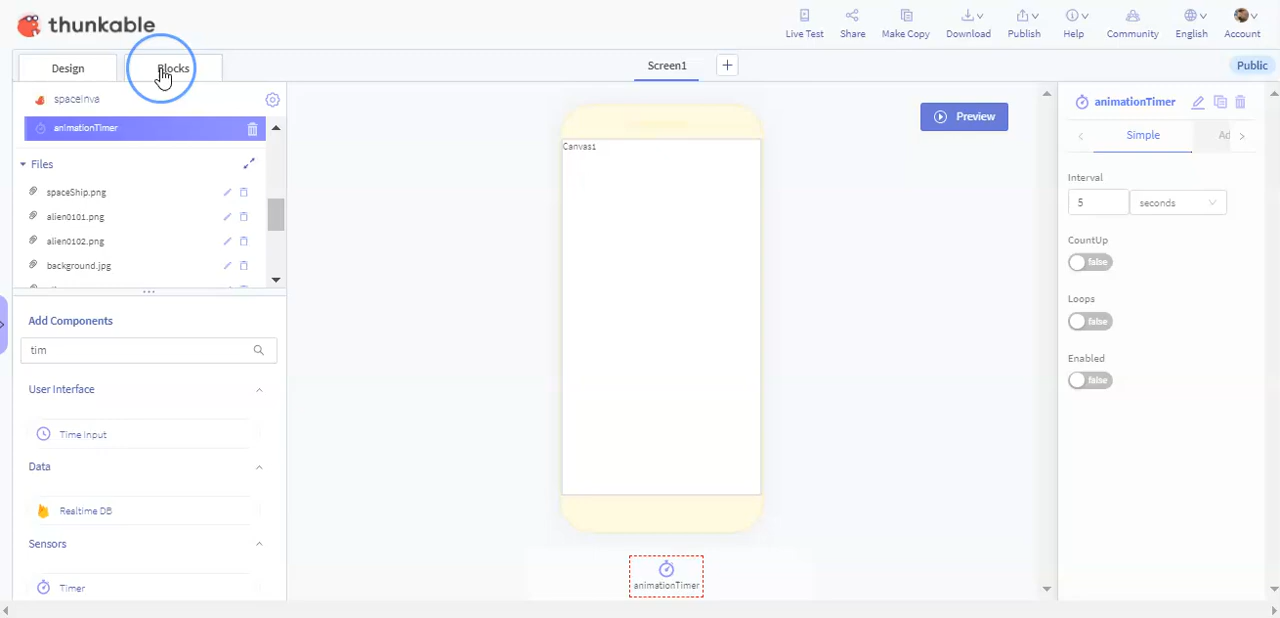 thunkable
Live Test
Share
Make Copy
Download
Publish
Help
Community
English
Account
Design
Blocks
Screen1
Public
spaceInva
animationTimer
Files
spaceShip.png
alien0101.png
alien0102.png
background.jpg
Add Components
tim
User Interface
Time Input
Data
Realtime DB
Sensors
Timer
Canvas1
animationTimer
Preview
animationTimer
Simple
Ad
Interval
5
seconds
CountUp
false
Loops
false
Enabled
false